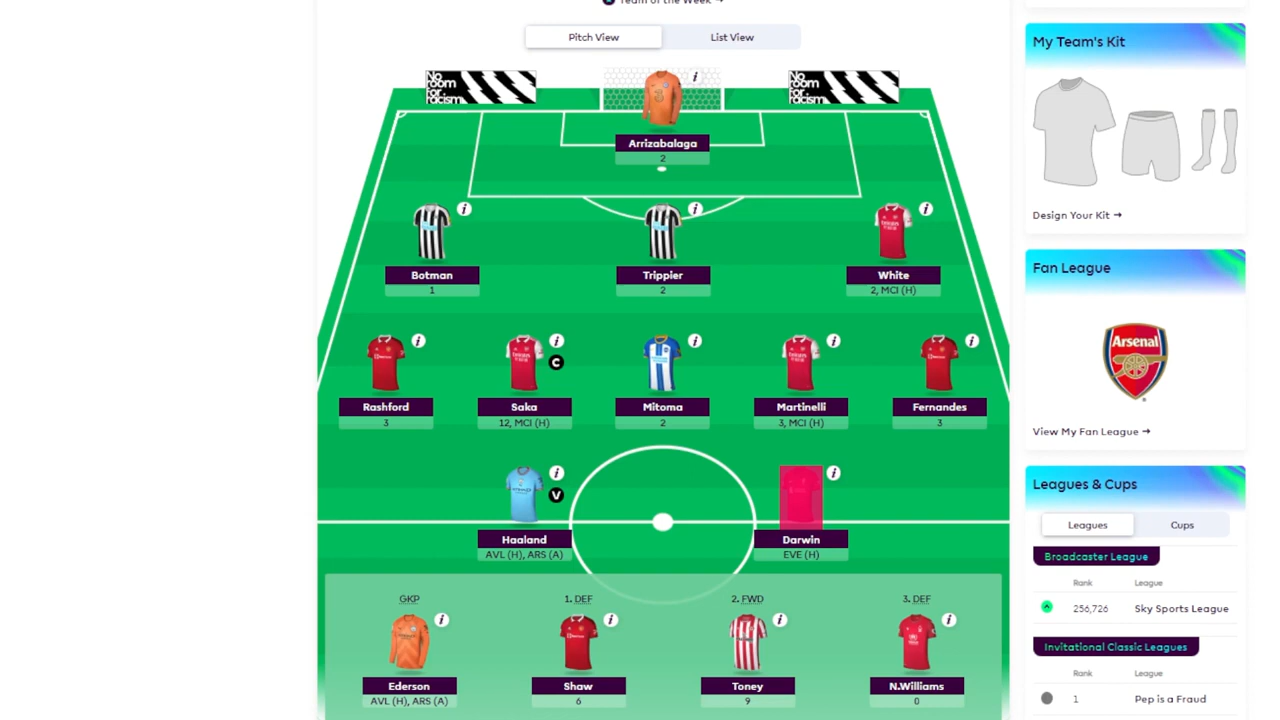 Team of the Week →
Pitch View
List View
No room for. racism
No room for. racism
Arrizabalaga
2
Botman
1
Trippier
2
White
2, MCI (H)
Rashford
3
Saka
12, MCI (H)
C
Mitoma
2
Martinelli
3, MCI (H)
Fernandes
3
Haaland
AVL (H), ARS (A)
V
Darwin
EVE (H)
GKP
1. DEF
2. FWD
3. DEF
Ederson
AVL (H), ARS (A)
Shaw
6
Toney
9
N.Williams
0
My Team's Kit
Design Your Kit →
Fan League
Arsenal
View My Fan League →
Leagues & Cups
Leagues
Cups
Broadcaster League
Rank
League
256,726
Sky Sports League
Invitational Classic Leagues
Rank
League
1
Pep is a Fraud